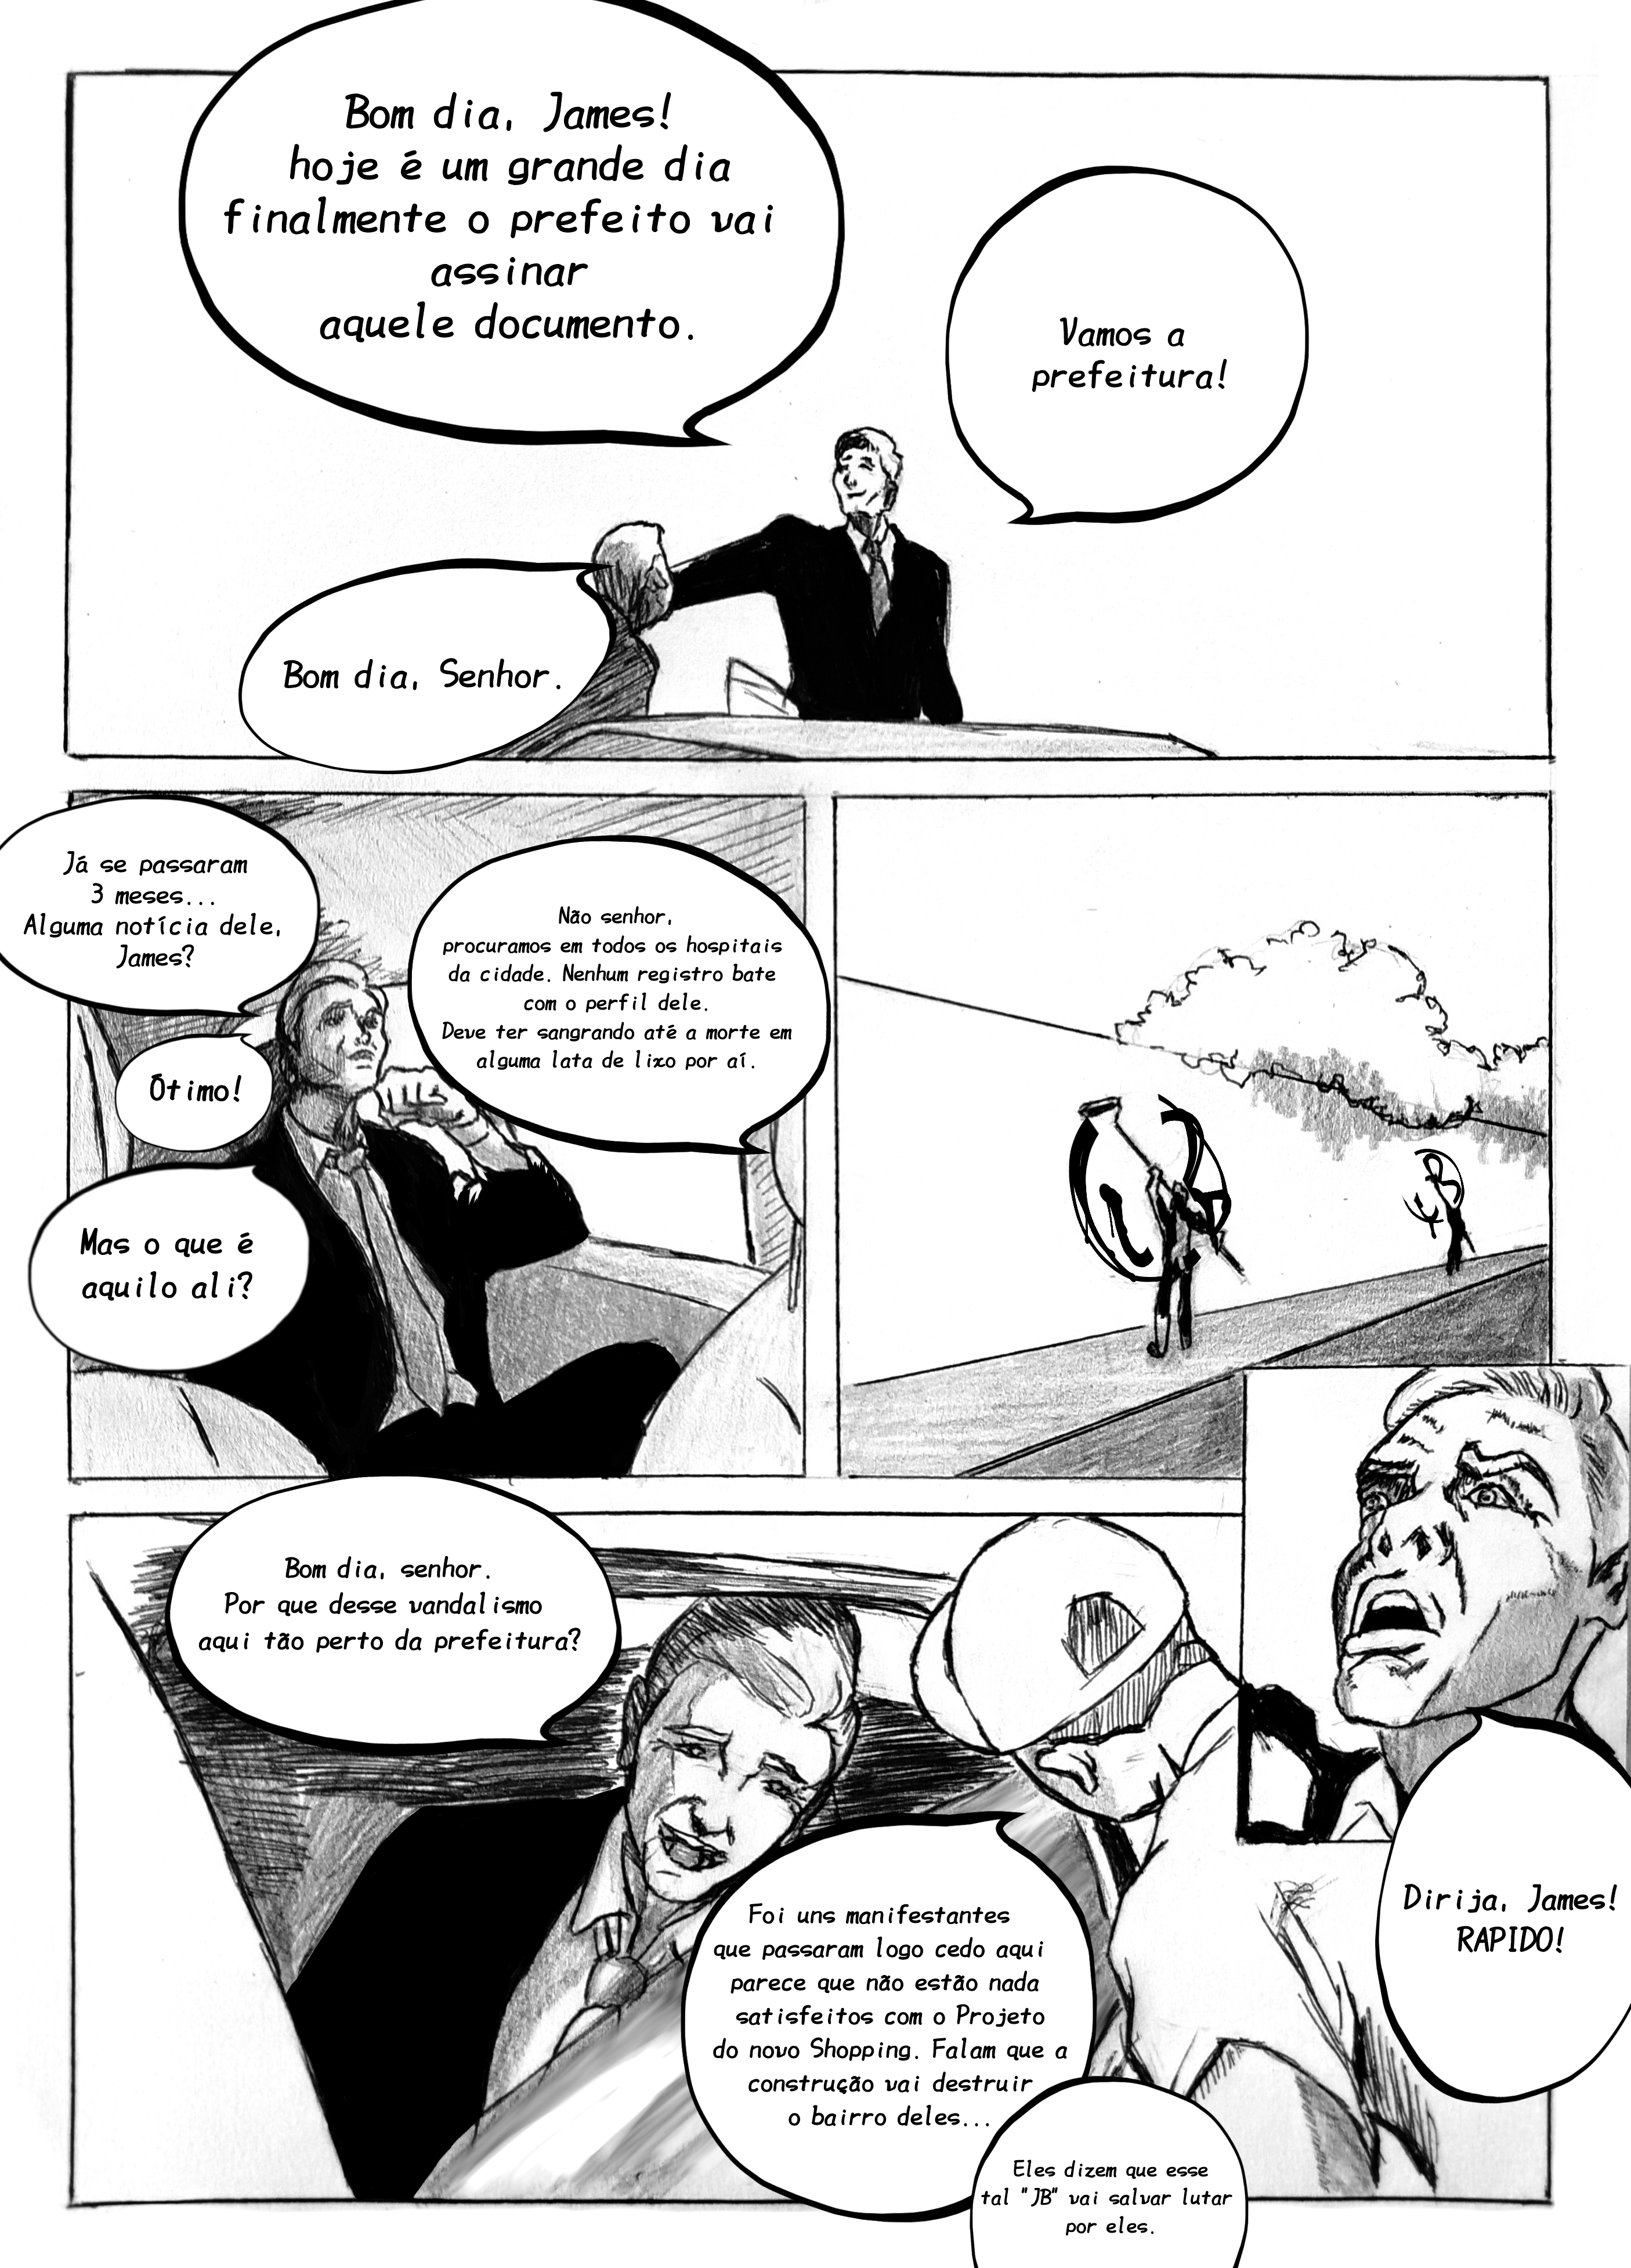 Bom dia, James!
hoje é um grande dia
finalmente o prefeito vai
assinar
aquele documento.
Vamos a
prefeitura!
Bom dia, Senhor.
Já se passaram
3 meses...
Alguma notícia dele,
James?
Não senhor,
procuramos em todos os hospitais
da cidade. Nenhum registro bate
com o perfil dele.
Deve ter sangrando até a morte em
alguma lata de lixo por aí.
Ótimo!
Mas o que é
aquilo ali?
JB
JB
Bom dia, senhor.
Por que desse vandalismo
aqui tão perto da prefeitura?
Foi uns manifestantes
que passaram logo cedo aqui
parece que não estão nada
satisfeitos com o Projeto
do novo Shopping. Falam que a
construção vai destruir
o bairro deles...
Eles dizem que esse
tal "JB" vai salvar lutar
por eles.
Dirija, James!
RAPIDO!